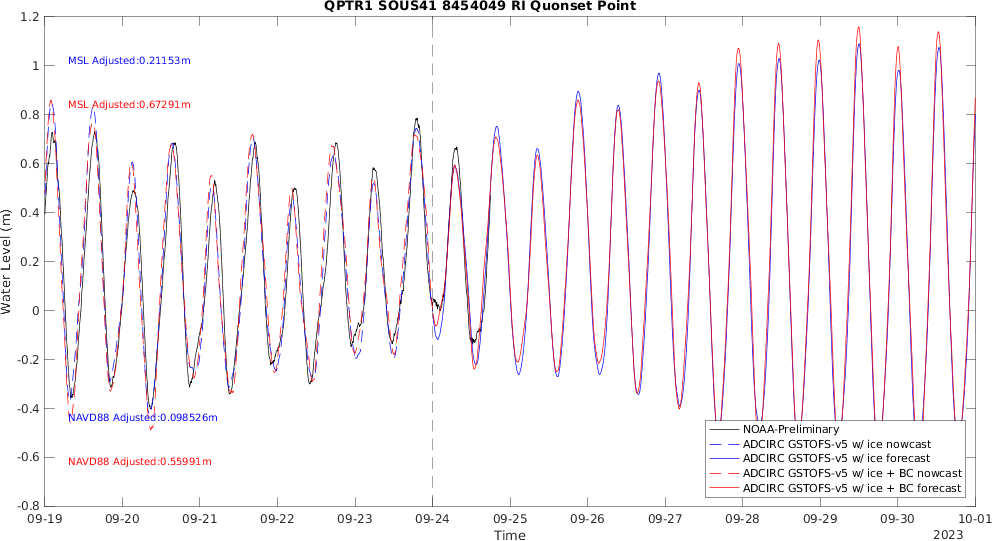 QPTR1 SOUS41 8454049 RI Quonset Point
1.2
1
0.8
0.6
0.4
0.2
0
-0.2
-0.4
-0.6
-0.8
Water Level (m)
MSL Adjusted:0.21153m
MSL Adjusted:0.67291m
NAVD88 Adjusted:0.098526m
NAVD88 Adjusted:0.55991m
NOAA-Preliminary
ADCIRC GSTOFS-v5 w/ ice nowcast
ADCIRC GSTOFS-v5 w/ ice forecast
ADCIRC GSTOFS-v5 w/ ice + BC nowcast
ADCIRC GSTOFS-v5 w/ ice + BC forecast
09-19 09-20 09-21 09-22 09-23 09-24 09-25 09-26 09-27 09-28 09-29 09-30 10-01
Time
2023